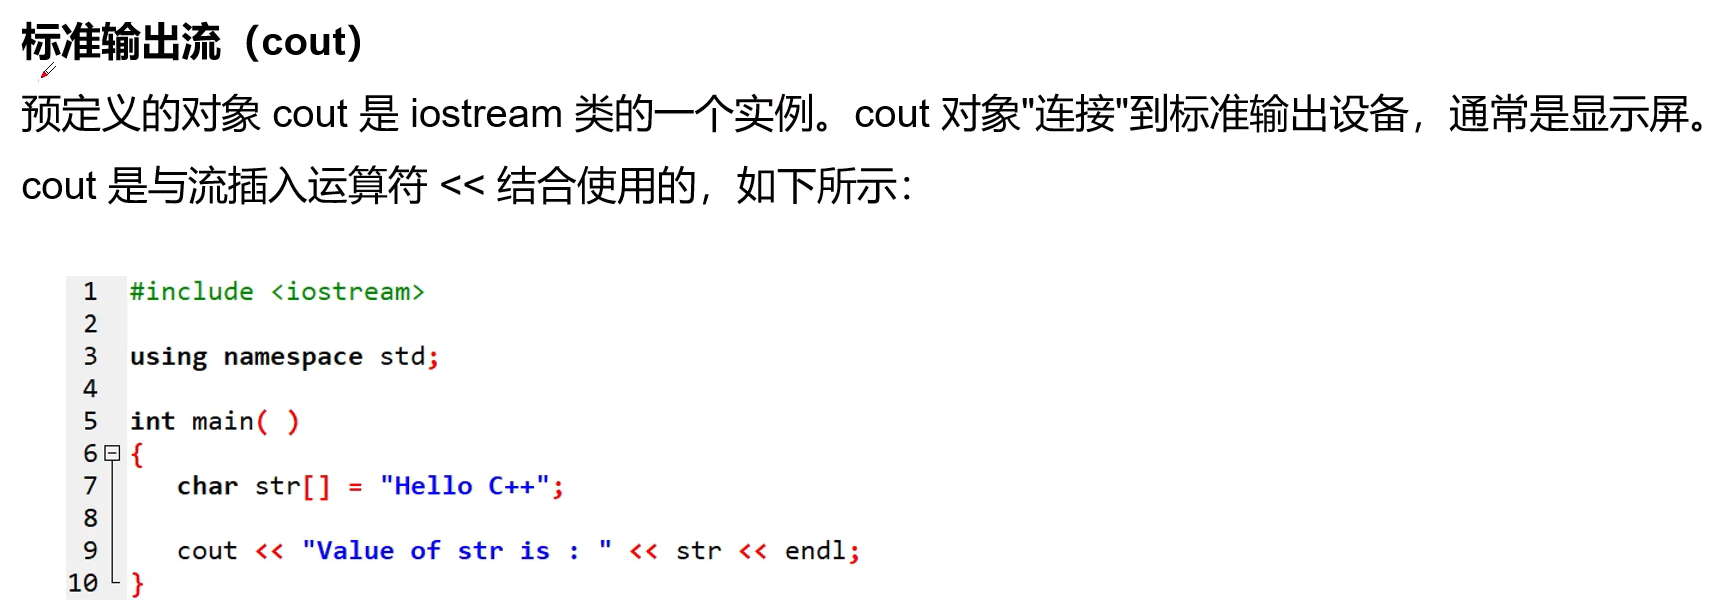 标准输出流（cout）
预定义的对象 cout 是 iostream 类的一个实例。cout 对象"连接"到标准输出设备，通常是显示屏。
cout 是与流插入运算符 << 结合使用的，如下所示：
1 #include <iostream>
2
3 using namespace std;
4
5 int main( )
6 {
7    char str[] = "Hello C++";
8
9    cout << "Value of str is : " << str << endl;
10 }